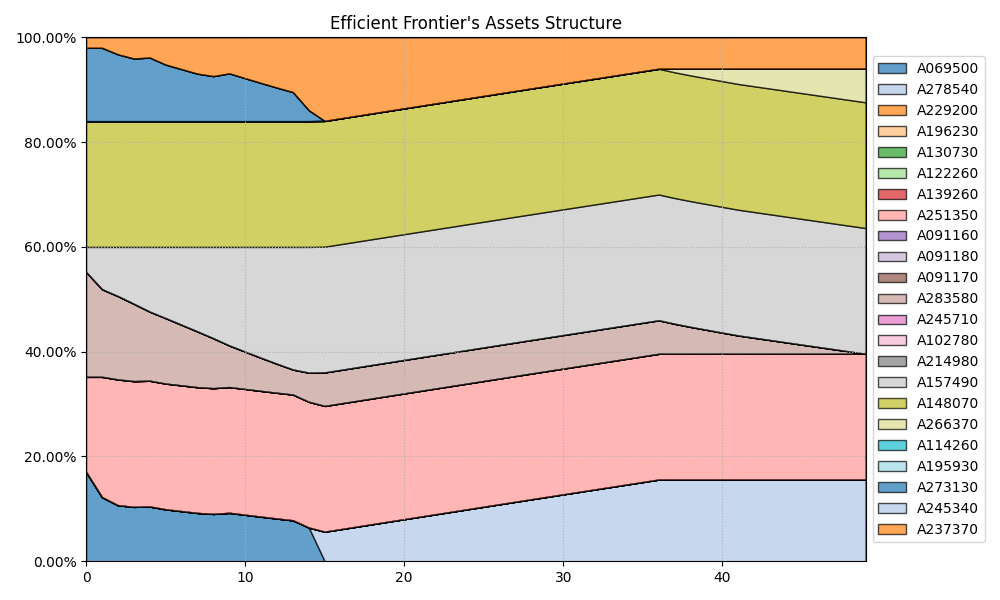 Efficient Frontier's Assets Structure
100.00%
80.00%
60.00%
40.00%
20.00%
0.00%
0
10
20
30
40
A069500
A278540
A229200
A196230
A130730
A122260
A139260
A251350
A091160
A091180
A091170
A283580
A245710
A102780
A214980
A157490
A148070
A266370
A114260
A195930
A273130
A245340
A237370